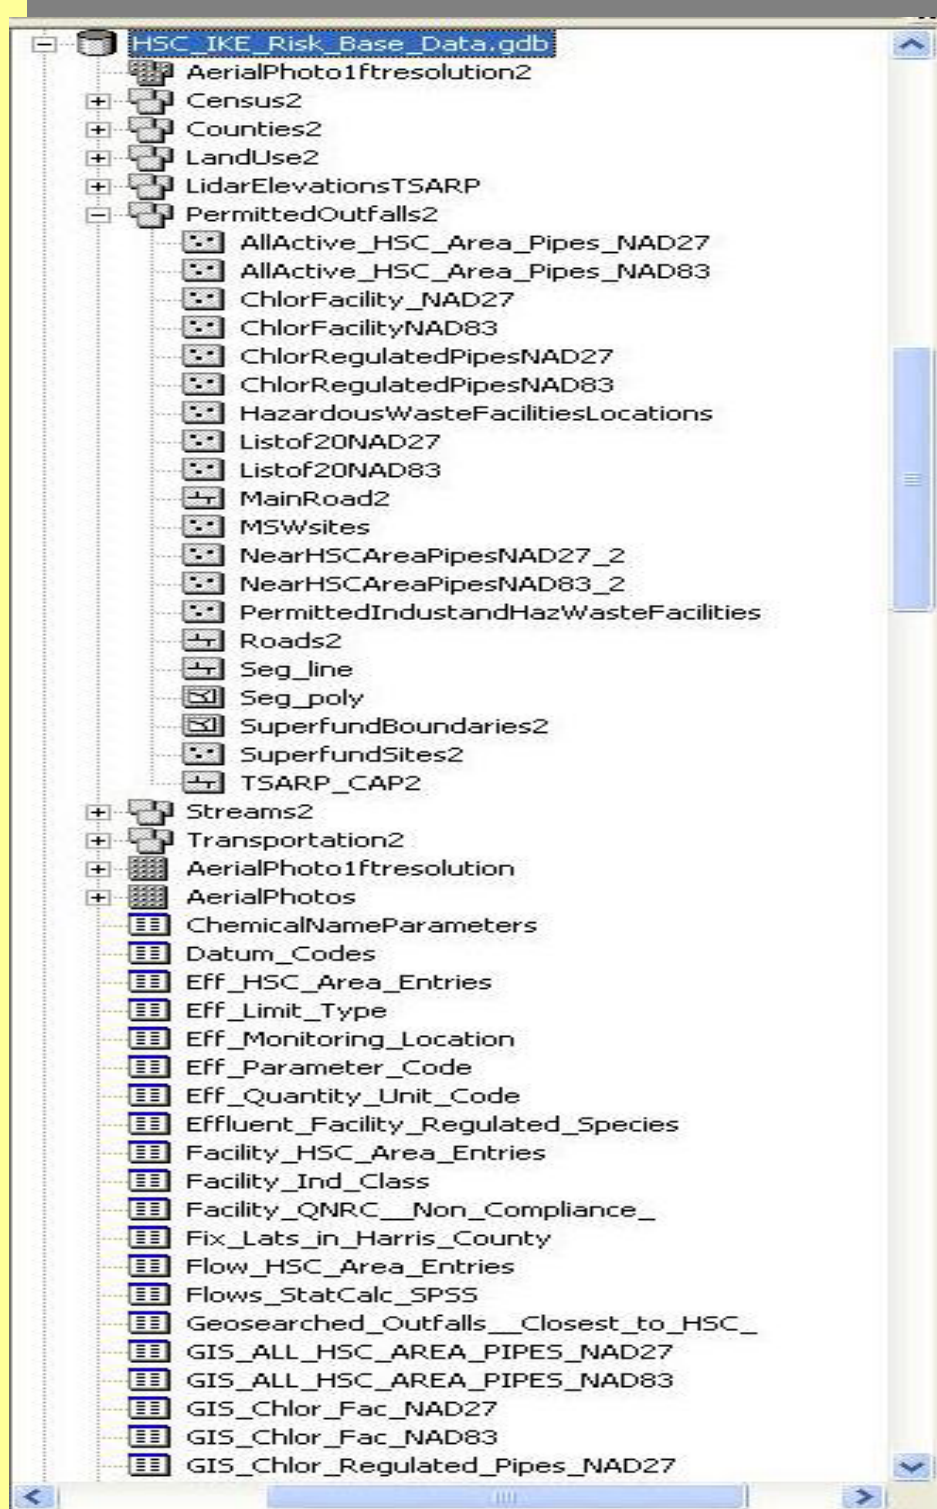 HSC_IKE_Risk_Base_Data.gdb
AerialPhoto1ftresolution2
Census2
Counties2
LandUse2
LidarElevationsTSARP
PermittedOutfalls2
AllActive_HSC_Area_Pipes_NAD27
AllActive_HSC_Area_Pipes_NAD83
ChlorFacility_NAD27
ChlorFacilityNAD83
ChlorRegulatedPipesNAD27
ChlorRegulatedPipesNAD83
HazardousWasteFacilitiesLocations
Listof20NAD27
Listof20NAD83
MainRoad2
MSWsites
NearHSCAreaPipesNAD27_2
NearHSCAreaPipesNAD83_2
PermittedIndustandHazWasteFacilities
Roads2
Seg_line
Seg_poly
SuperfundBoundaries2
SuperfundSites2
TSARP_CAP2
Streams2
Transportation2
AerialPhoto1ftresolution
AerialPhotos
ChemicalNameParameters
Datum_Codes
Eff_HSC_Area_Entries
Eff_Limit_Type
Eff_Monitoring_Location
Eff_Parameter_Code
Eff_Quantity_Unit_Code
Effluent_Facility_Regulated_Species
Facility_HSC_Area_Entries
Facility_Ind_Class
Facility_QNRC__Non_Compliance_
Fix_Lats_in_Harris_County
Flow_HSC_Area_Entries
Flows_StatCalc_SPSS
Geosearched_Outfalls__Closest_to_HSC_
GIS_ALL_HSC_AREA_PIPES_NAD27
GIS_ALL_HSC_AREA_PIPES_NAD83
GIS_Chlor_Fac_NAD27
GIS_Chlor_Fac_NAD83
GIS_Chlor_Regulated_Pipes_NAD27